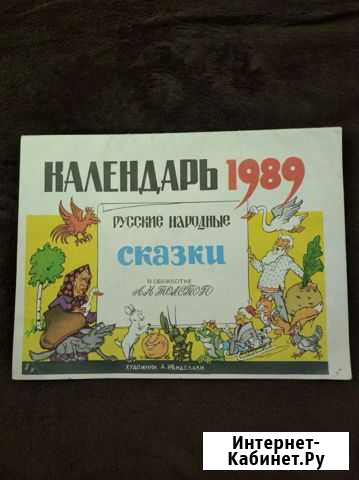 КАЛЕНДАРЬ 1989
РУССКИЕ НАРОДНЫЕ
сказки
В ОБРАБОТКЕ
А.Н. ТОЛСТОГО
ХУДОЖНИК А.
Интернет-
Кабинет.Ру